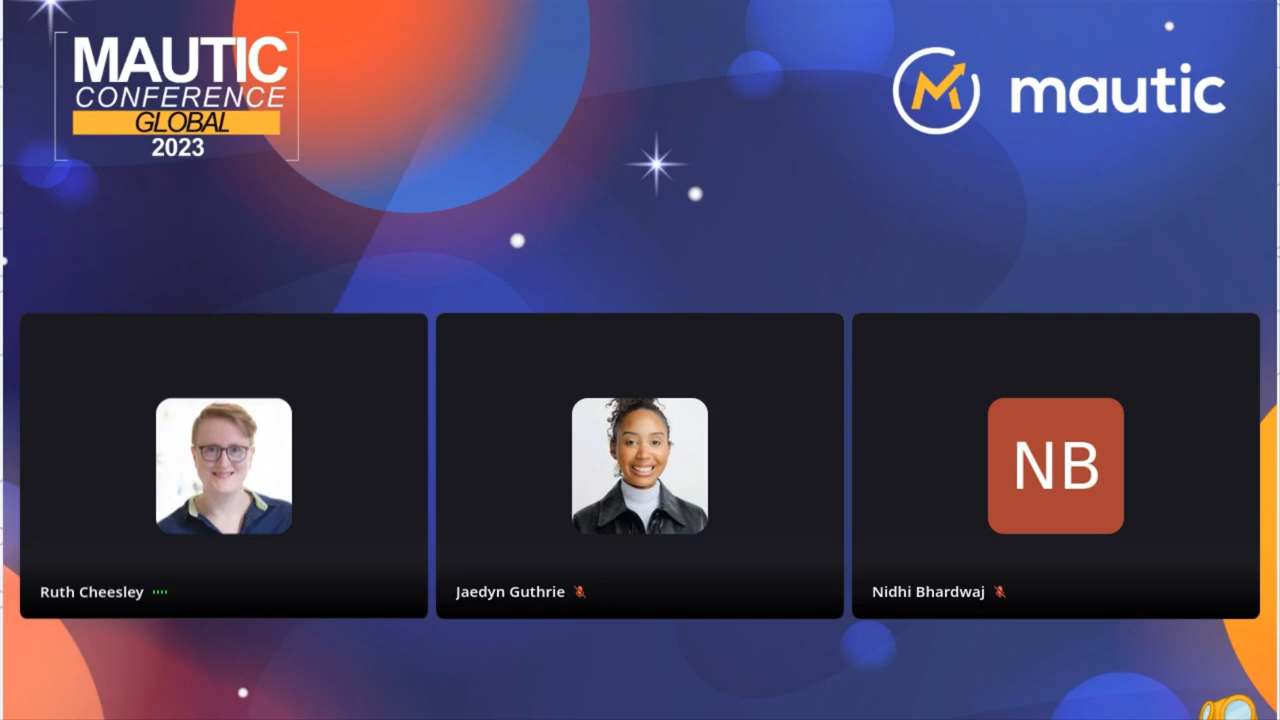 MAUTIC
CONFERENCE
GLOBAL
2023
mautic
NB
Ruth Cheesley
Jaedyn Guthrie
Nidhi Bhardwaj